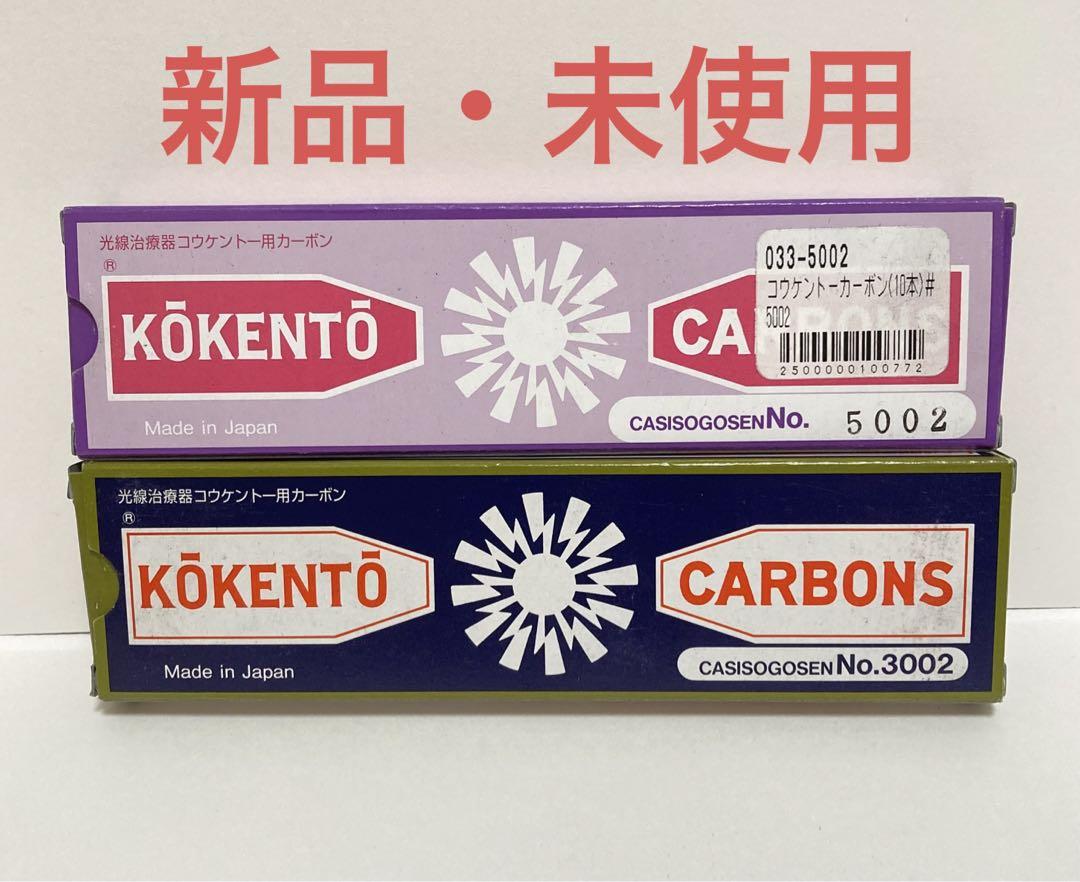 新品・未使用
光線治療器コウケントー用カーボン
®
KŌKENTŌ
CARBONS
033-5002
コウケントーカーボン(10本)#
5002
2500000100772
Made in Japan
CASISOGOSEN No. 5002
光線治療器コウケントー用カーボン
®
KŌKENTŌ
CARBONS
Made in Japan
CASISOGOSEN No.3002